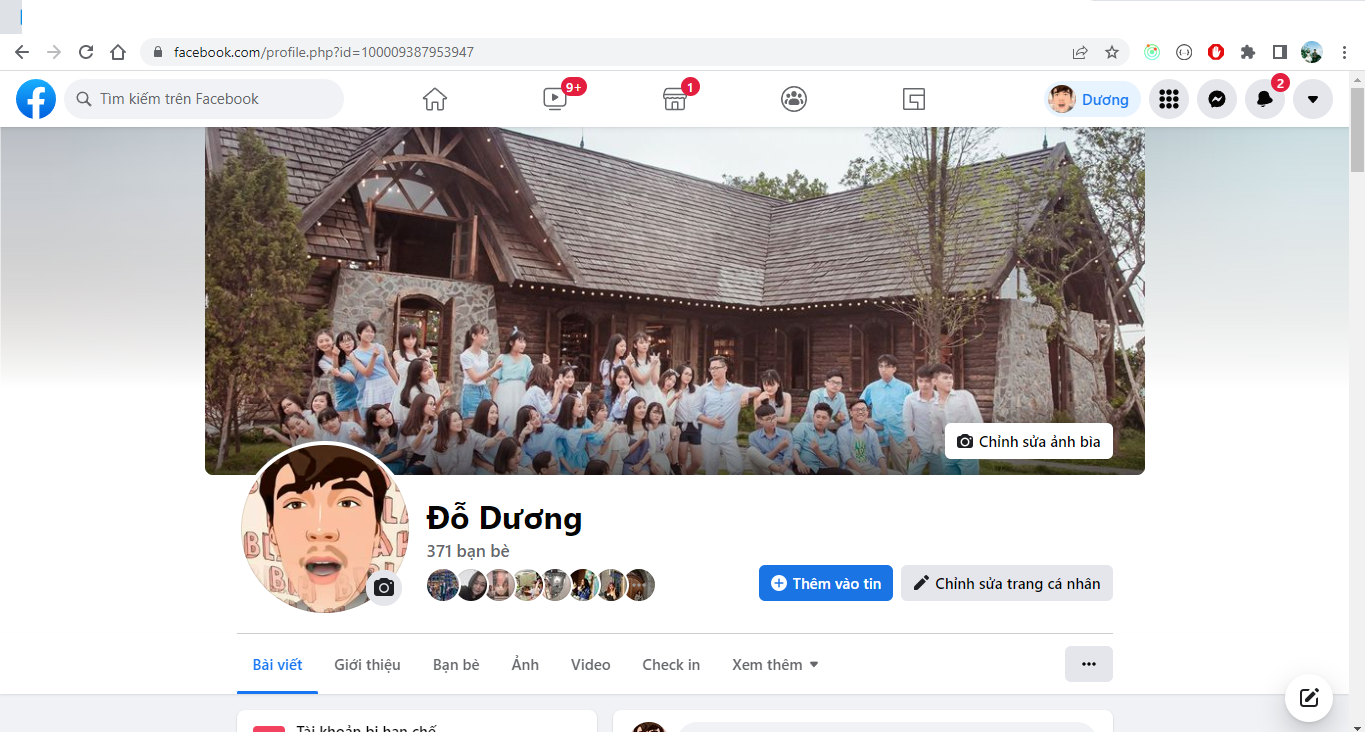 facebook.com/profile.php?id=100009387953947
Tìm kiếm trên Facebook
9+
1
Dương
2
Chỉnh sửa ảnh bìa
Đỗ Dương
371 bạn bè
Thêm vào tin
Chỉnh sửa trang cá nhân
Bài viết
Giới thiệu
Bạn bè
Ảnh
Video
Check in
Xem thêm
Tài khoản bị hạn chế